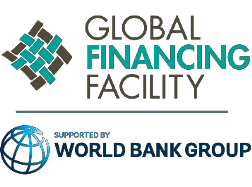 GLOBAL
FINANCING
FACILITY
SUPPORTED BY
WORLD BANK GROUP